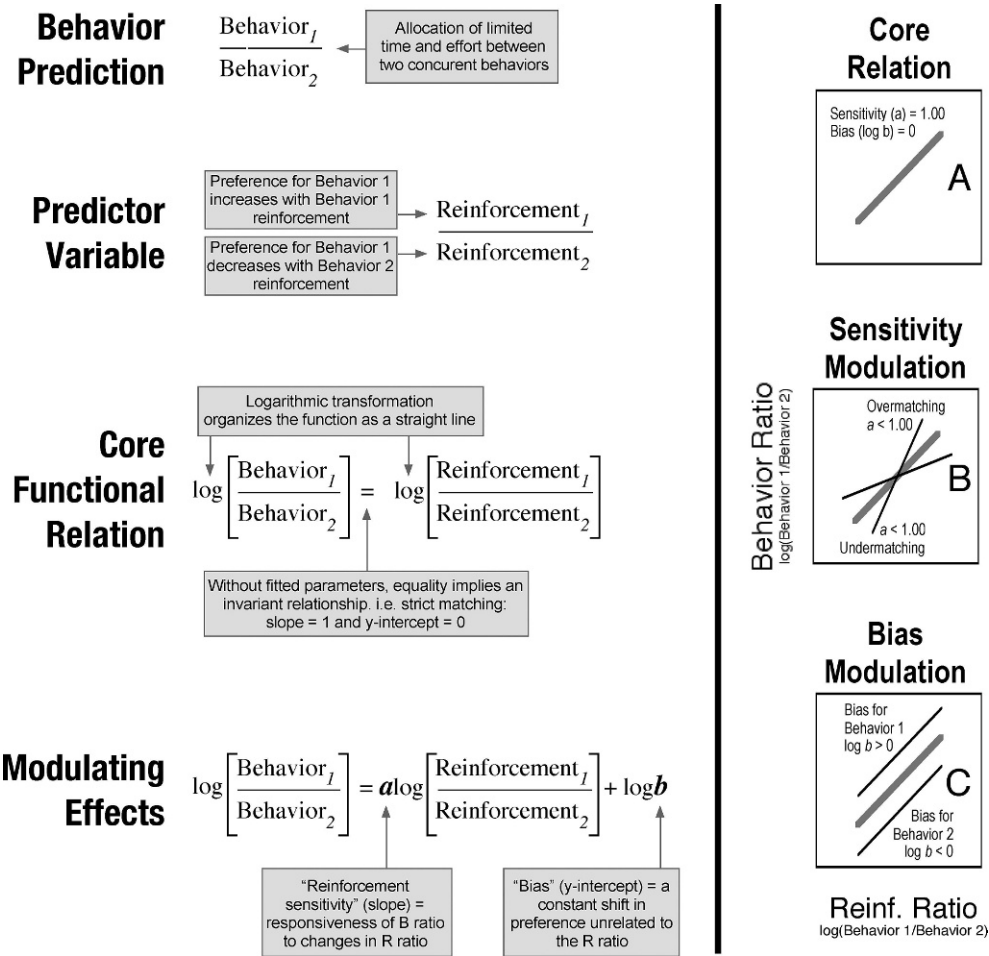 Behavior
Prediction
Behavior1
Behavior2
Allocation of limited
time and effort between
two concurent behaviors
Predictor
Variable
Preference for Behavior 1
increases with Behavior 1
reinforcement
Preference for Behavior 1
decreases with Behavior 2
reinforcement
Reinforcement1
Reinforcement2
Core
Functional
Relation
Logarithmic transformation
organizes the function as a straight line
log[Behavior1/Behavior2] = log[Reinforcement1/Reinforcement2]
Without fitted parameters, equality implies an
invariant relationship. i.e. strict matching:
slope = 1 and y-intercept = 0
Modulating
Effects
log[Behavior1/Behavior2] = alog[Reinforcement1/Reinforcement2] + logb
“Reinforcement
sensitivity” (slope) =
responsiveness of B ratio
to changes in R ratio
“Bias” (y-intercept) = a
constant shift in
preference unrelated to
the R ratio
Core
Relation
Sensitivity (a) = 1.00
Bias (log b) = 0
A
Sensitivity
Modulation
Behavior Ratio
log(Behavior 1/Behavior 2)
Overmatching
a < 1.00
B
a < 1.00
Undermatching
Bias
Modulation
Bias for
Behavior 1
log b > 0
C
Bias for
Behavior 2
log b < 0
Reinf. Ratio
log(Behavior 1/Behavior 2)